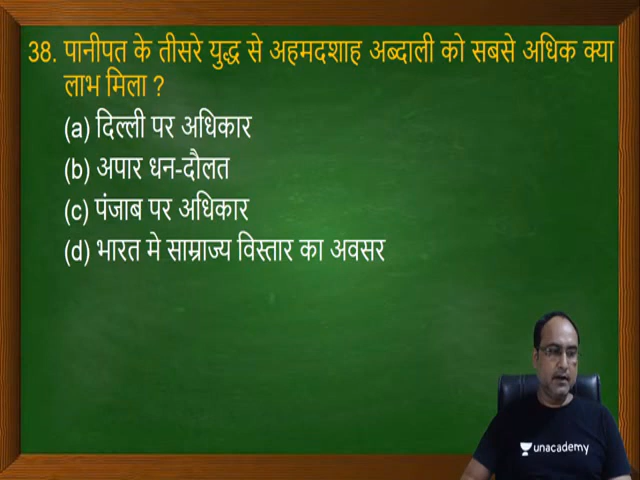 38. पानीपत के तीसरे युद्ध से अहमदशाह अब्दाली को सबसे अधिक क्या
लाभ मिला ?
(a) दिल्ली पर अधिकार
(b) अपार धन-दौलत
(c) पंजाब पर अधिकार
(d) भारत मे साम्राज्य विस्तार का अवसर
unacademy